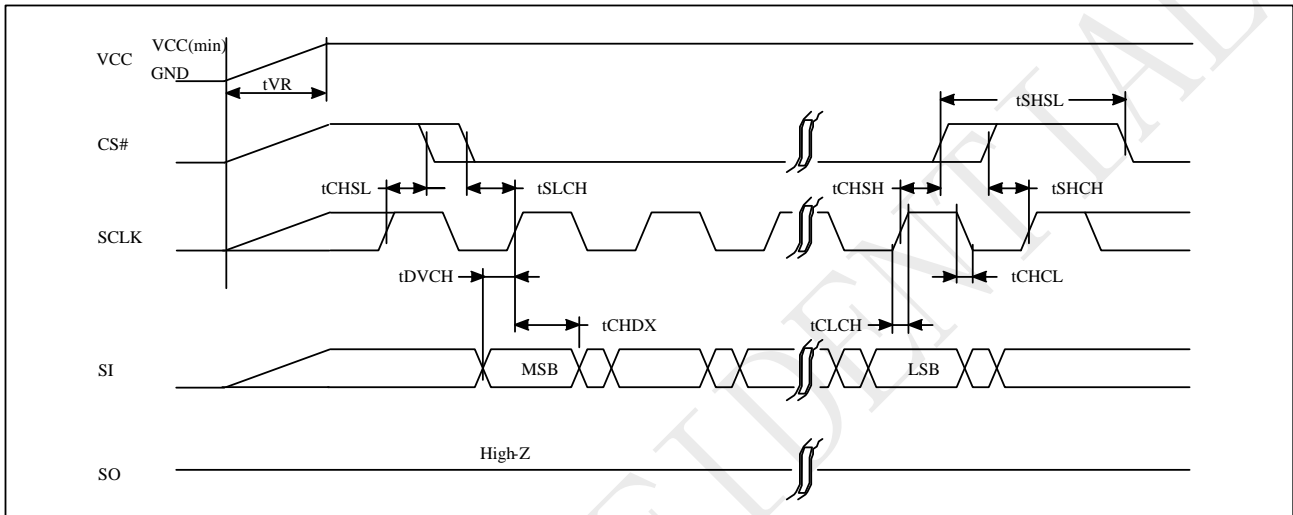 VCC
VCC(min)
GND
tVR
tSHSL
CS#
tCHSL
tSLCH
tCHSH
tSHCH
SCLK
tDVCH
tCHCL
tCHDX
tCLCH
SI
MSB
LSB
High-Z
SO
IDENTIAL